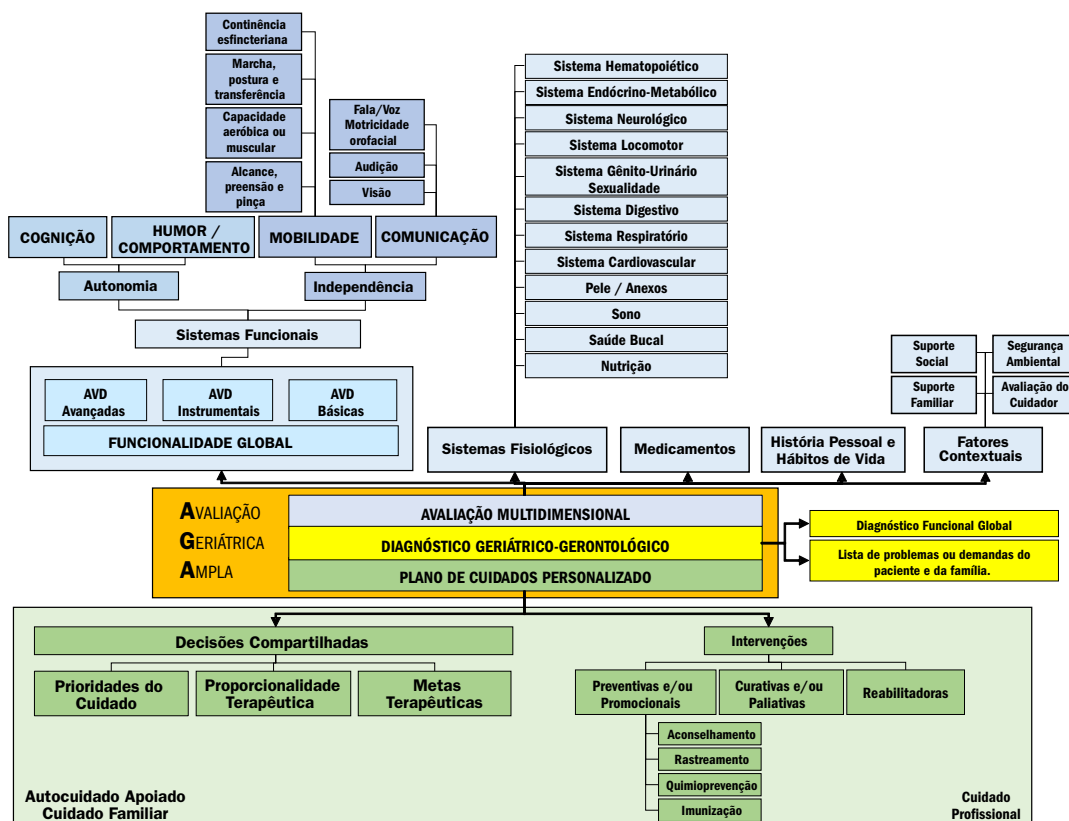 Continência
esfincteriana
Marcha,
postura e
transferência
Capacidade
aeróbica ou
muscular
Alcance,
preensão e
pinça
Fala/Voz
Motricidade
orofacial
Audição
Visão
COGNIÇÃO
HUMOR /
COMPORTAMENTO
MOBILIDADE
COMUNICAÇÃO
Autonomia
Independência
Sistemas Funcionais
AVD
Avançadas
AVD
Instrumentais
AVD
Básicas
FUNCIONALIDADE GLOBAL
Sistema Hematopoiético
Sistema Endócrino-Metabólico
Sistema Neurológico
Sistema Locomotor
Sistema Gênito-Urinário
Sexualidade
Sistema Digestivo
Sistema Respiratório
Sistema Cardiovascular
Pele / Anexos
Sono
Saúde Bucal
Nutrição
Sistemas Fisiológicos
Medicamentos
História Pessoal e
Hábitos de Vida
Suporte
Social
Segurança
Ambiental
Suporte
Familiar
Avaliação do
Cuidador
Fatores
Contextuais
AVALIAÇÃO
GERIÁTRICA
AMPLA
AVALIAÇÃO MULTIDIMENSIONAL
DIAGNÓSTICO GERIÁTRICO-GERONTOLÓGICO
PLANO DE CUIDADOS PERSONALIZADO
Diagnóstico Funcional Global
Lista de problemas ou demandas do
paciente e da família.
Decisões Compartilhadas
Prioridades do
Cuidado
Proporcionalidade
Terapêutica
Metas
Terapêuticas
Intervenções
Preventivas e/ou
Promocionais
Curativas e/ou
Paliativas
Reabilitadoras
Aconselhamento
Rastreamento
Quimioprevenção
Imunização
Autocuidado Apoiado
Cuidado Familiar
Cuidado
Profissional